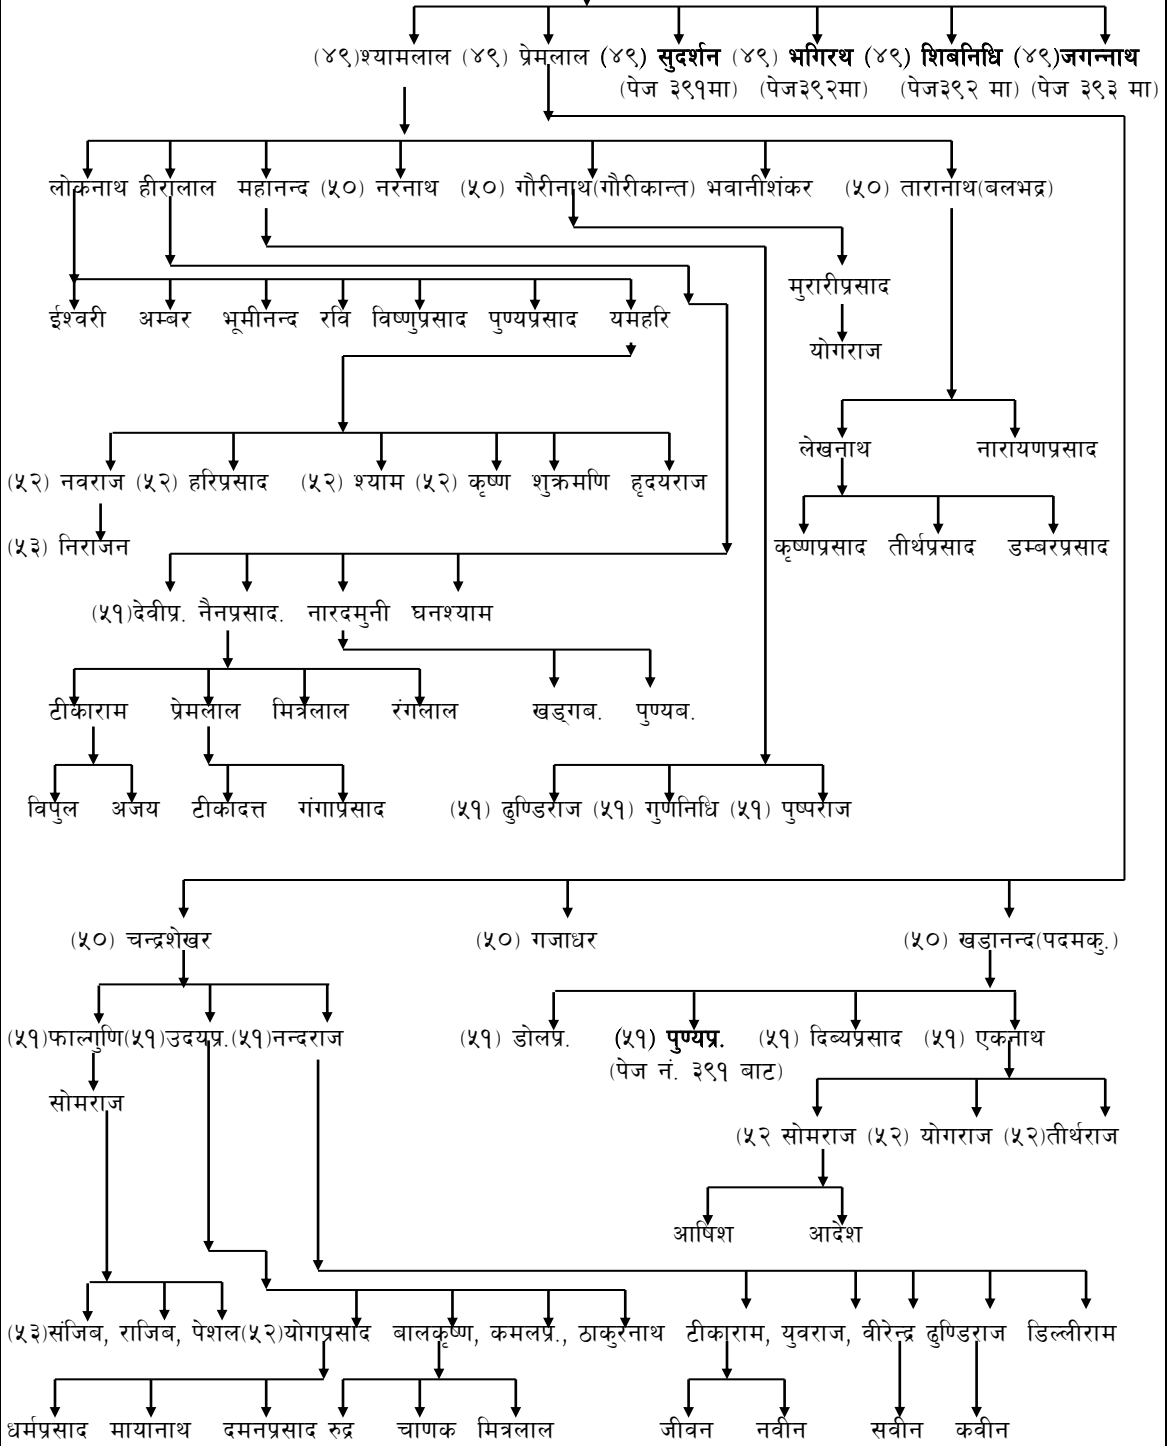 (४९)श्यामलाल (४९) प्रेमलाल (४९) सुदर्शन (४९) भगिरथ (४९) शिबनिधि (४९)जगन्नाथ
(पेज ३९१मा) (पेज३९२मा) (पेज३९२ मा) (पेज ३९३ मा)
लोकनाथ हीरालाल महानन्द (५०) नरनाथ (५०) गौरीनाथ(गौरीकान्त) भवानीशंकर (५०) तारानाथ(बलभद्र)
मुरारीप्रसाद
ईश्वरी अम्बर भूमीनन्द रवि विष्णुप्रसाद पुण्यप्रसाद यमहरि
योगराज
लेखनाथ नारायणप्रसाद
(५२) नवराज (५२) हरिप्रसाद (५२) श्याम (५२) कृष्ण शुक्रमणि हृदयराज
(५३) निराजन कृष्णप्रसाद तीर्थप्रसाद डम्बरप्रसाद
(५१)देवीप्र. नैनप्रसाद. नारदमुनी घनश्याम
टीकाराम प्रेमलाल मित्रलाल रंगलाल खड्गब. पुण्यब.
विपुल अजय टीकादत्त गंगाप्रसाद (५१) ढुण्डिराज (५१) गुणनिधि (५१) पुष्पराज
(५०) चन्द्रशेखर (५०) गजाधर (५०) खडानन्द(पदमकु.)
(५१)फाल्गुणि(५१)उदयप्र.(५१)नन्दराज (५१) डोलप्र. (५१) पुण्यप्र. (५१) दिब्यप्रसाद (५१) एकनाथ
(पेज नं. ३९१ बाट)
सोमराज
(५२ सोमराज (५२) योगराज (५२)तीर्थराज
आषिश आदेश
(५३)संजिब, राजिब, पेशल(५२)योगप्रसाद बालकृष्ण, कमलप्र., ठाकुरनाथ टीकाराम, युवराज, वीरेन्द्र ढुण्डिराज डिल्लीराम
धर्मप्रसाद मायानाथ दमनप्रसाद रुद्र चाणक मित्रलाल जीवन नवीन सवीन कवीन